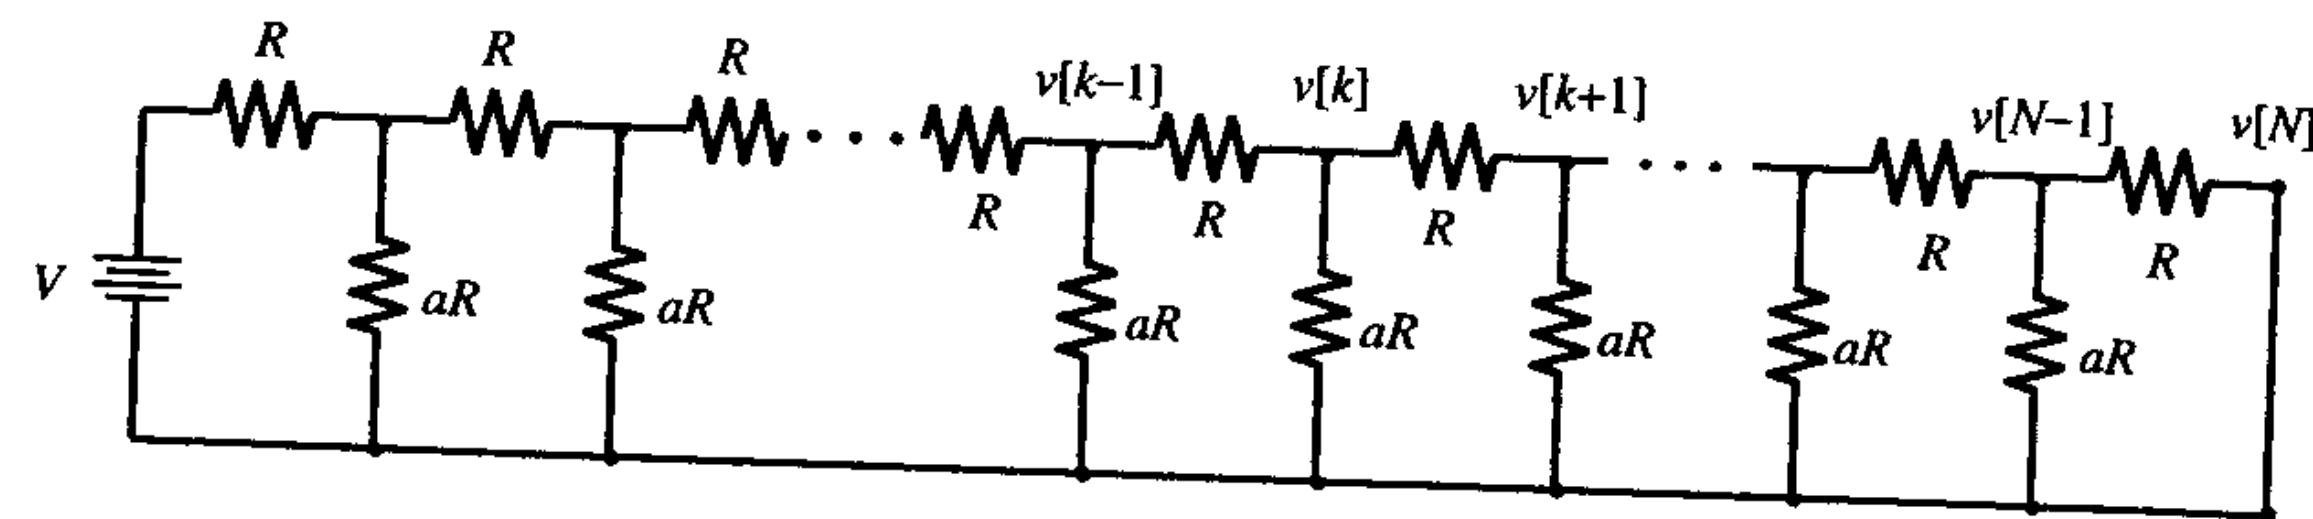 R R R v[k–1] v[k] v[k+1] v[N–1] v[N]
R R R R R
V aR aR aR aR aR aR aR